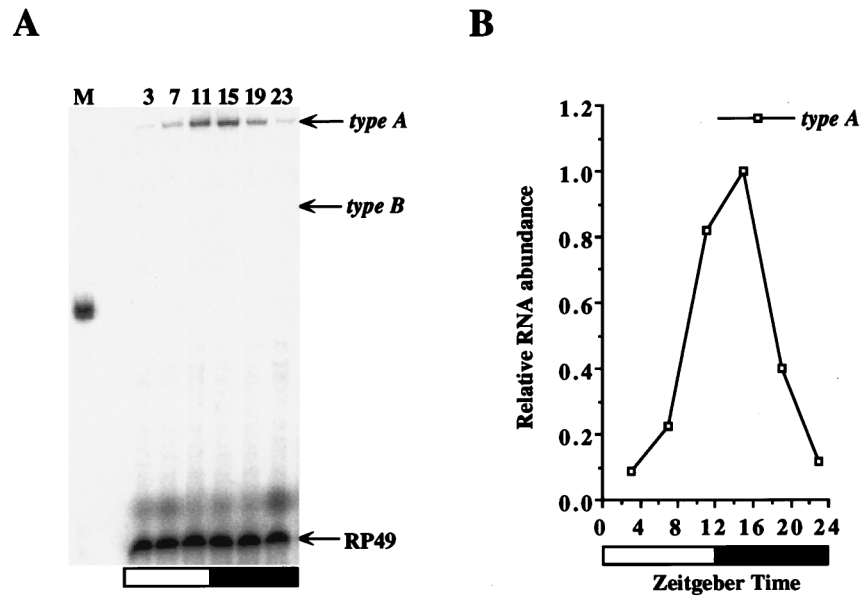 A
B
M 3 7 11 15 19 23
type A
type B
RP49
1.2
1.0
0.8
0.6
0.4
0.2
0.0
0 4 8 12 16 20 24
Relative RNA abundance
type A
Zeitgeber Time